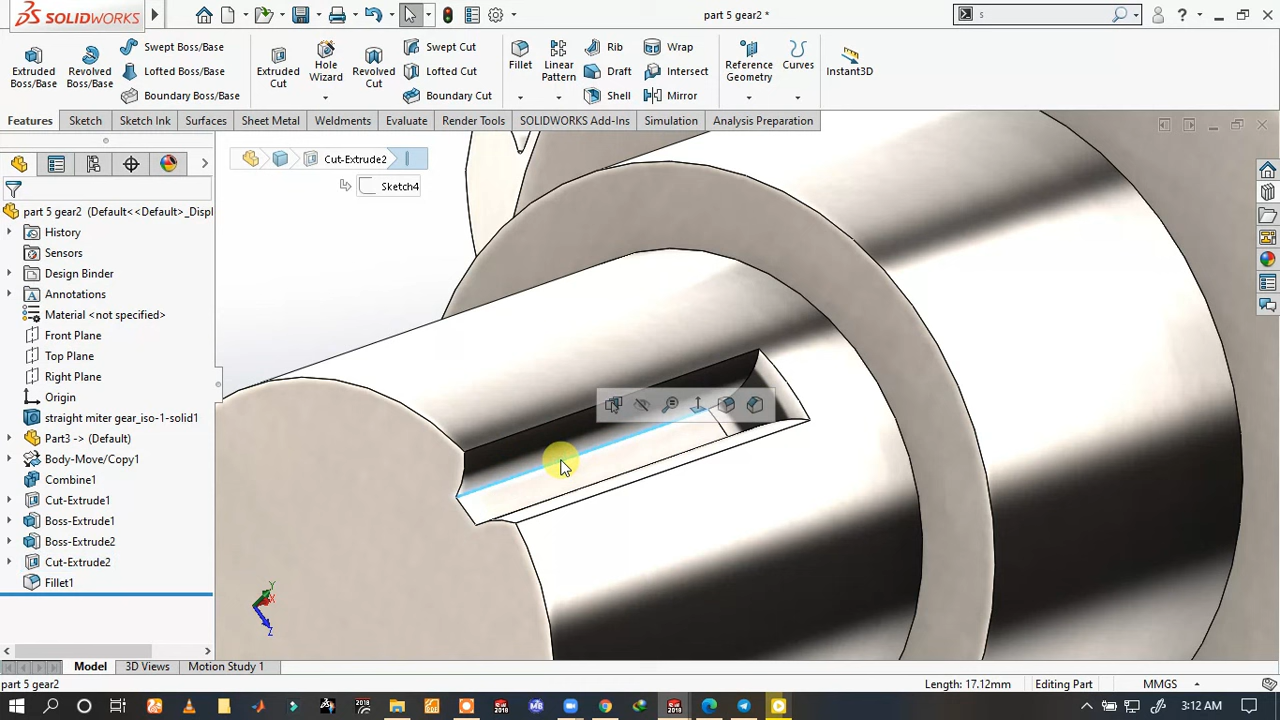 SOLIDWORKS
part 5 gear2 *
s
Extruded Boss/Base
Revolved Boss/Base
Swept Boss/Base
Lofted Boss/Base
Boundary Boss/Base
Extruded Cut
Hole Wizard
Revolved Cut
Swept Cut
Lofted Cut
Boundary Cut
Fillet
Linear Pattern
Rib
Draft
Shell
Wrap
Intersect
Mirror
Reference Geometry
Curves
Instant3D
Features
Sketch
Sketch Ink
Surfaces
Sheet Metal
Weldments
Evaluate
Render Tools
SOLIDWORKS Add-Ins
Simulation
Analysis Preparation
Cut-Extrude2
Sketch4
part 5 gear2 (Default<<Default>_Displ
History
Sensors
Design Binder
Annotations
Material <not specified>
Front Plane
Top Plane
Right Plane
Origin
straight miter gear_iso-1-solid1
Part3 -> (Default)
Body-Move/Copy1
Combine1
Cut-Extrude1
Boss-Extrude1
Boss-Extrude2
Cut-Extrude2
Fillet1
Y
X
Z
Model
3D Views
Motion Study 1
part 5 gear2
Length: 17.12mm
Editing Part
MMGS
3:12 AM